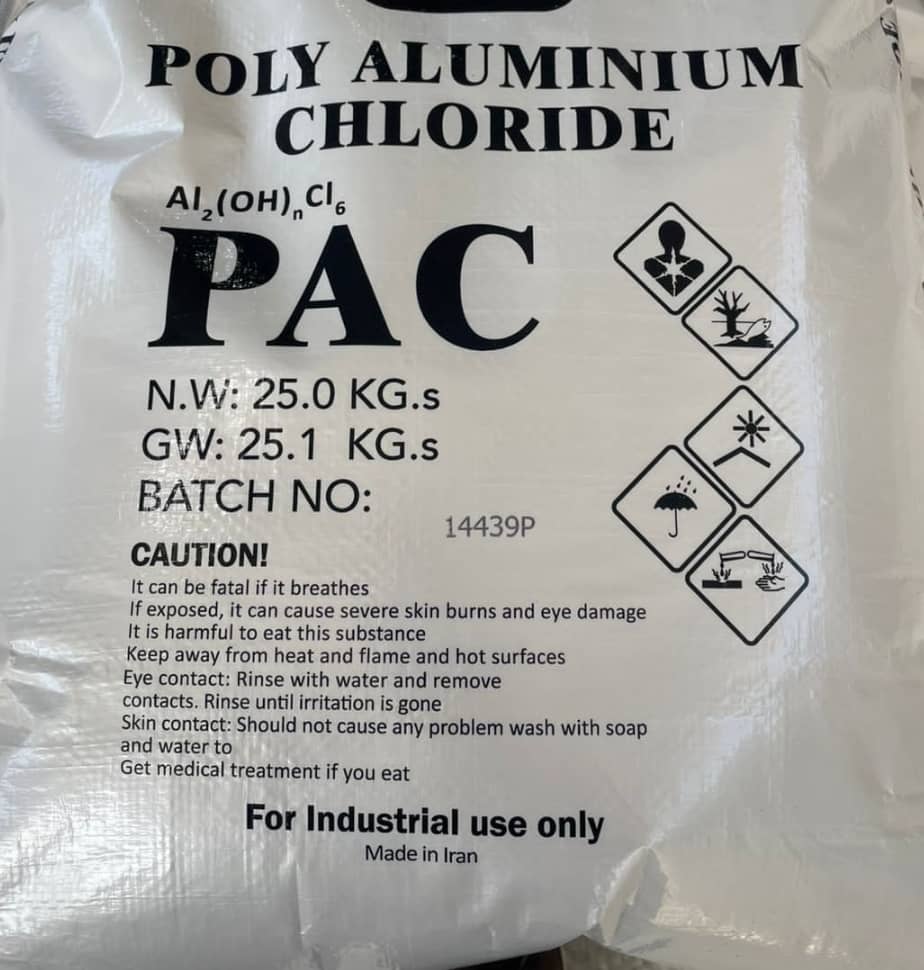 POLY ALUMINIUM
CHLORIDE
Al₂(OH)ₙCl₆
PAC
N.W: 25.0 KG.s
GW: 25.1 KG.s
BATCH NO:
14439P
CAUTION!
It can be fatal if it breathes
If exposed, it can cause severe skin burns and eye damage
It is harmful to eat this substance
Keep away from heat and flame and hot surfaces
Eye contact: Rinse with water and remove
contacts. Rinse until irritation is gone
Skin contact: Should not cause any problem wash with soap
and water to
Get medical treatment if you eat
For Industrial use only
Made in Iran